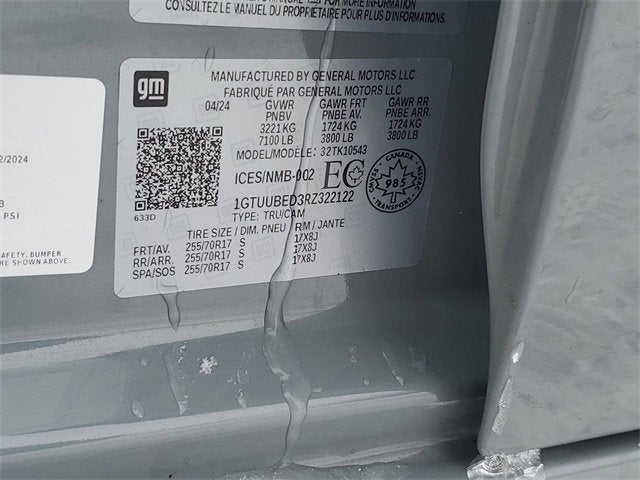 FOR MORE INFORMATION
CONSULTEZ LE MANUEL DU PROPRIÉTAIRE POUR PLUS D'INFORMATIONS.
gm
MANUFACTURED BY GENERAL MOTORS LLC
FABRIQUÉ PAR GENERAL MOTORS LLC
04/24 GVWR GAWR FRT GAWR RR
PNBV PNBE AV. PNBE ARR.
3221 KG 1724 KG 1724 KG
7100 LB 3800 LB 3800 LB
MODEL/MODÈLE: 32TK10543
ICES/NMB-002 EC
CANADA
985
1GTUUBED3RZ322122
TYPE: TRU/CAM
633D
TIRE SIZE / DIM. PNEU RIM / JANTE
FRT/AV. 255/70R17 S 17X8J
RR/ARR. 255/70R17 S 17X8J
SPA/SOS 255/70R17 S 17X8J
2/2024
PSI
SAFETY, BUMPER
RE SHOWN ABOVE.